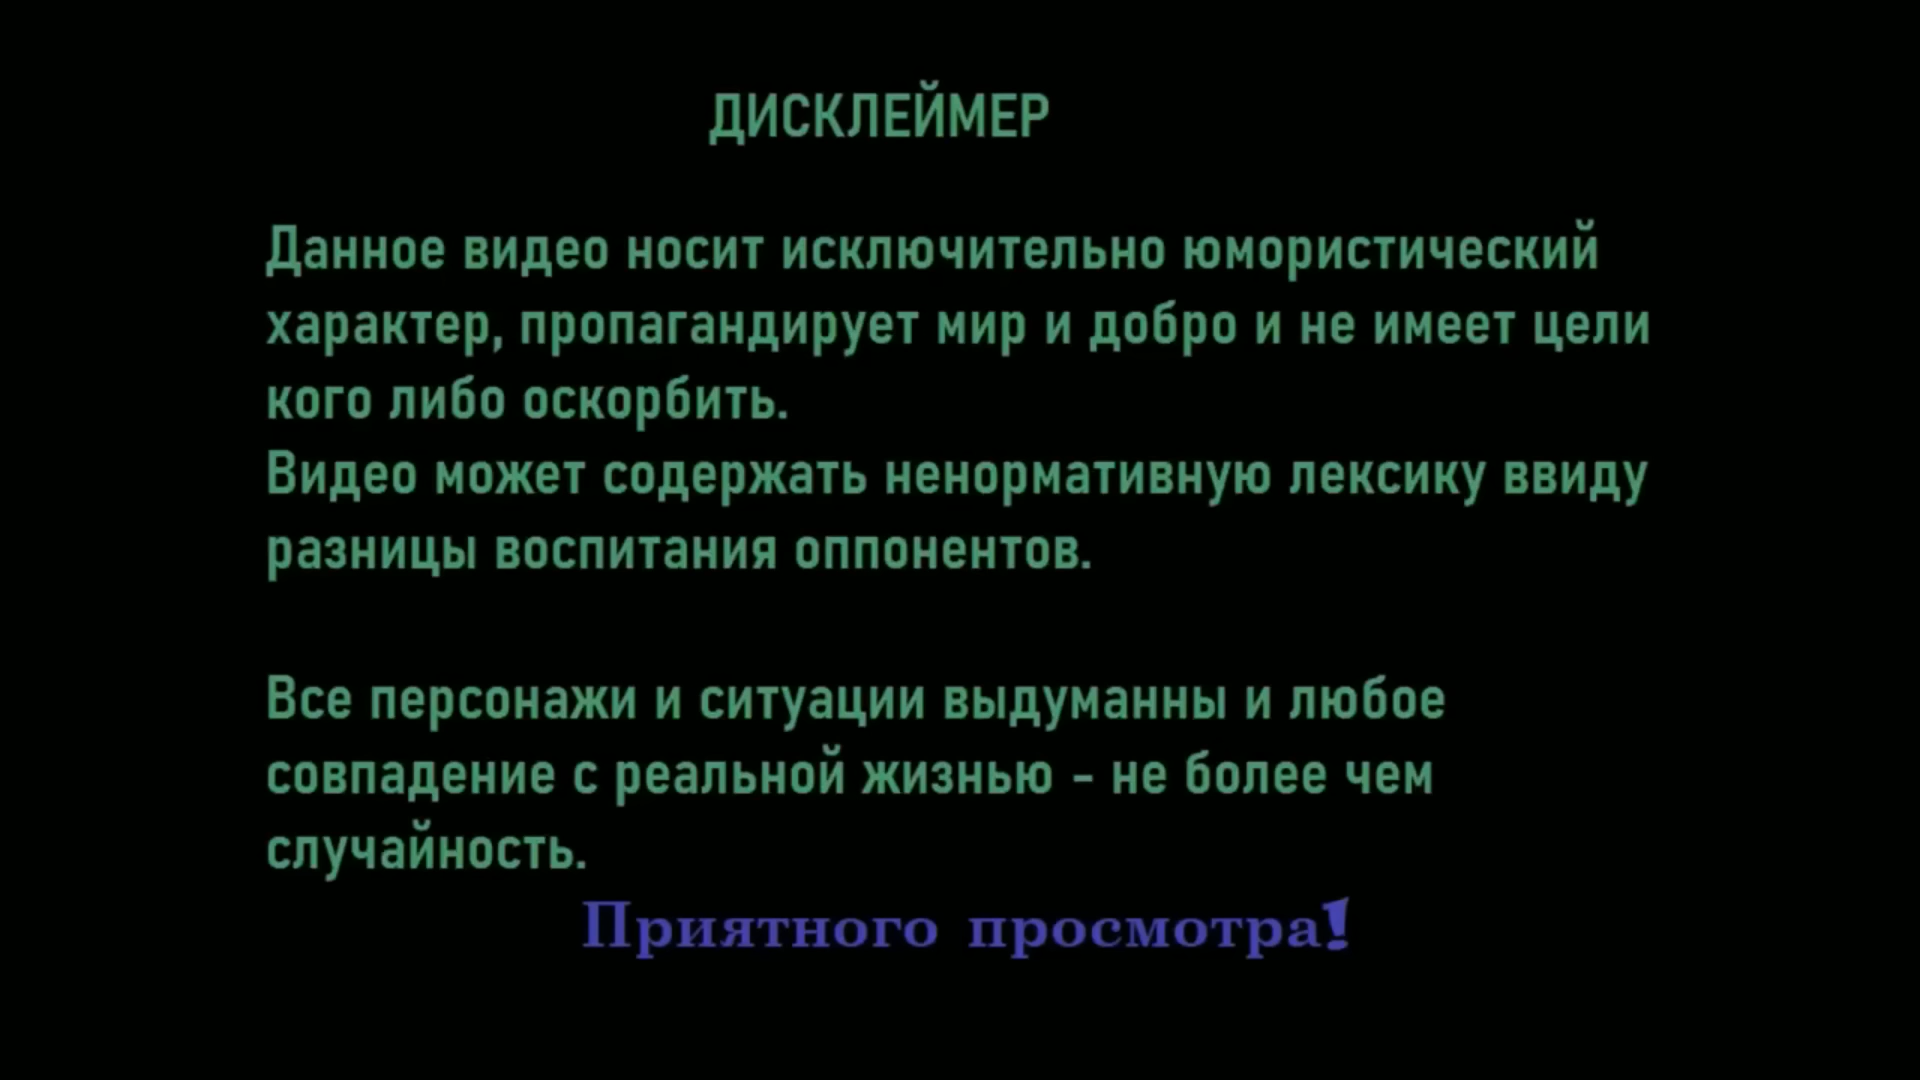 ДИСКЛЕЙМЕР
Данное видео носит исключительно юмористический
характер, пропагандирует мир и добро и не имеет цели
кого либо оскорбить.
Видео может содержать ненормативную лексику ввиду
разницы воспитания оппонентов.
Все персонажи и ситуации выдуманны и любое
совпадение с реальной жизнью - не более чем
случайность.
Приятного просмотра!